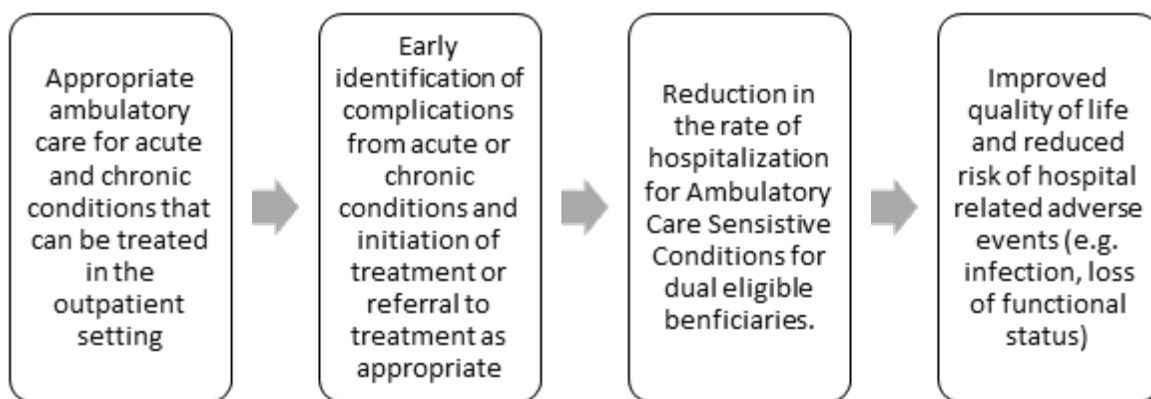 Appropriate
ambulatory
care for acute
and chronic
conditions that
can be treated
in the
outpatient
setting
Early
identification of
complications
from acute or
chronic
conditions and
initiation of
treatment or
referral to
treatment as
appropriate
Reduction in
the rate of
hospitalization
for Ambulatory
Care Sensistive
Conditions for
dual eligible
benficiaries.
Improved
quality of life
and reduced
risk of hospital
related adverse
events (e.g.
infection, loss
of functional
status)